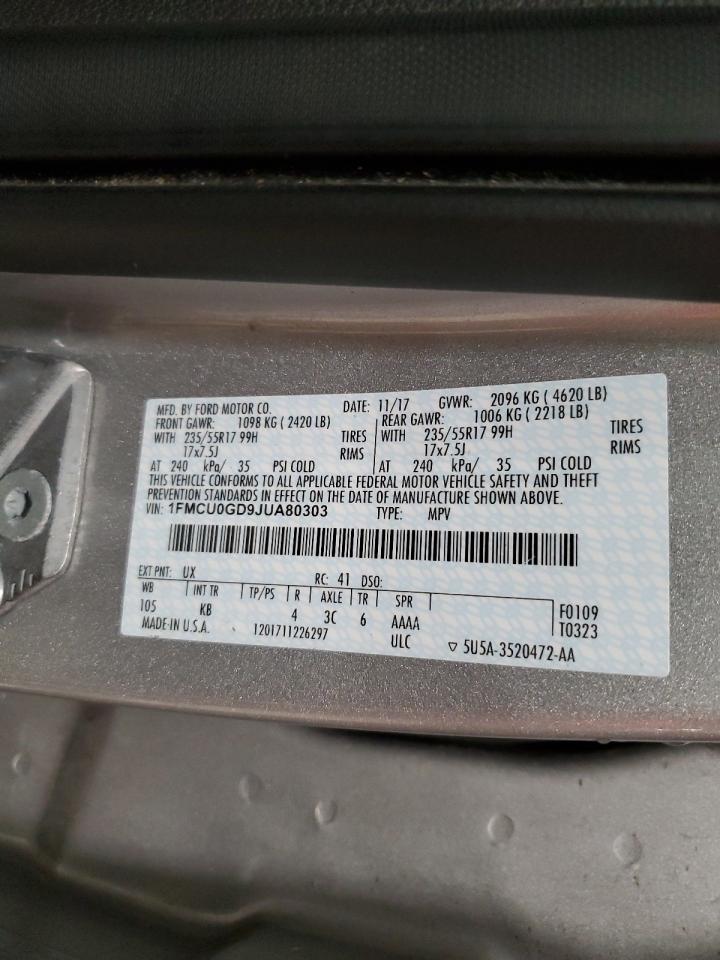 MFD. BY FORD MOTOR CO. DATE: 11/17 GVWR: 2096 KG ( 4620 LB)
FRONT GAWR: 1098 KG ( 2420 LB) REAR GAWR: 1006 KG ( 2218 LB)
WITH 235/55R17 99H TIRES WITH 235/55R17 99H TIRES
17x7.5J RIMS 17x7.5J RIMS
AT 240 kPa/ 35 PSI COLD AT 240 kPa/ 35 PSI COLD
THIS VEHICLE CONFORMS TO ALL APPLICABLE FEDERAL MOTOR VEHICLE SAFETY AND THEFT
PREVENTION STANDARDS IN EFFECT ON THE DATE OF MANUFACTURE SHOWN ABOVE.
VIN: 1FMCU0GD9JUA80303 TYPE: MPV
EXT PNT: UX RC: 41 DSO:
WB INT TR TP/PS R AXLE TR SPR
105 KB 4 3C 6 AAAA F0109
MADE IN U.S.A. 1201711226297 ULC T0323
▽ 5U5A-3520472-AA